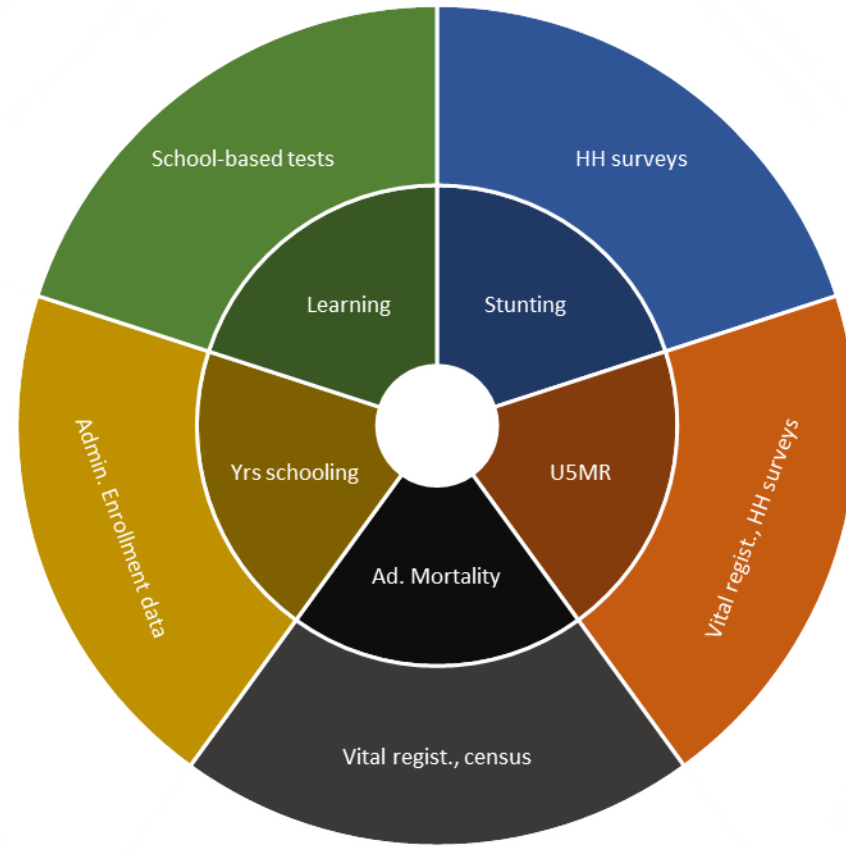 School-based tests
HH surveys
Learning
Stunting
Admin. Enrollment data
Yrs schooling
U5MR
Vital regist., HH surveys
Ad. Mortality
Vital regist., census